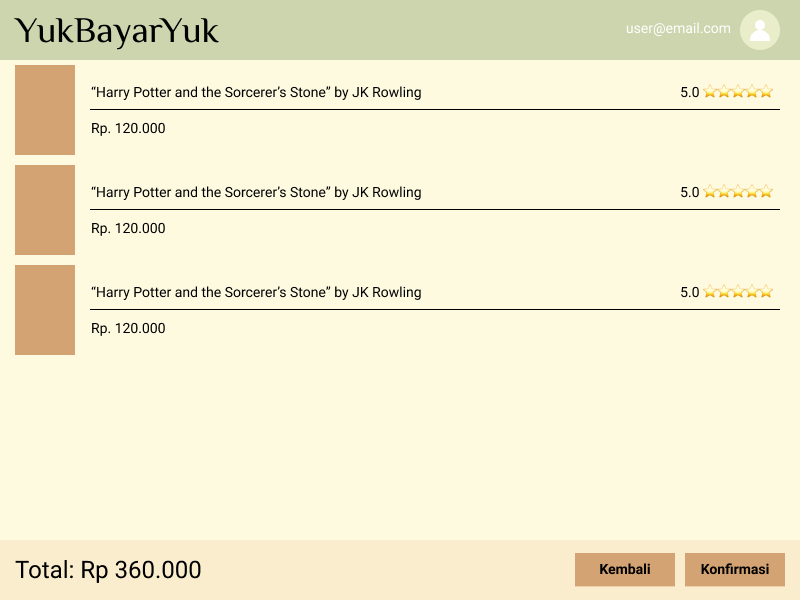 YukBayarYuk
user@email.com
“Harry Potter and the Sorcerer’s Stone” by JK Rowling 5.0
Rp. 120.000
“Harry Potter and the Sorcerer’s Stone” by JK Rowling 5.0
Rp. 120.000
“Harry Potter and the Sorcerer’s Stone” by JK Rowling 5.0
Rp. 120.000
Total: Rp 360.000
Kembali
Konfirmasi